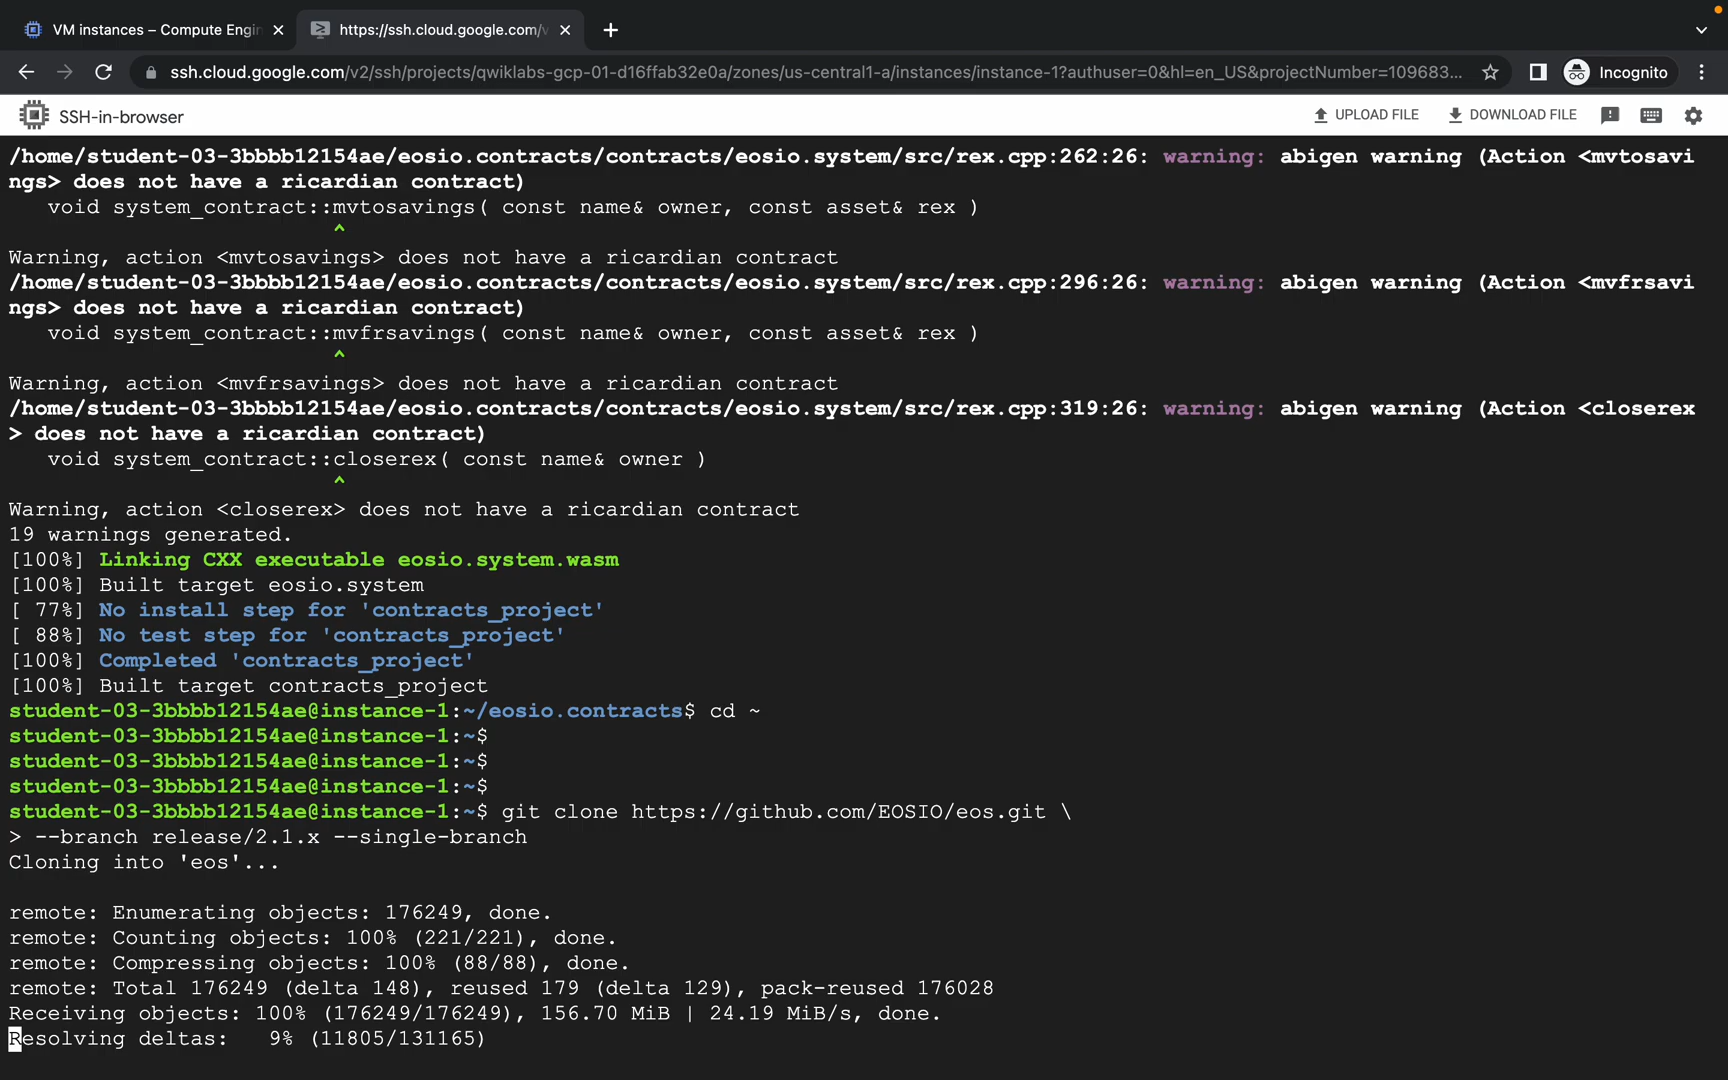 VM instances – Compute Engin
https://ssh.cloud.google.com/v
ssh.cloud.google.com/v2/ssh/projects/qwiklabs-gcp-01-d16ffab32e0a/zones/us-central1-a/instances/instance-1?authuser=0&hl=en_US&projectNumber=109683...
Incognito
SSH-in-browser
UPLOAD FILE
DOWNLOAD FILE
/home/student-03-3bbbb12154ae/eosio.contracts/contracts/eosio.system/src/rex.cpp:262:26: warning: abigen warning (Action <mvtosavi
ngs> does not have a ricardian contract)
void system_contract::mvtosavings( const name& owner, const asset& rex )
^
Warning, action <mvtosavings> does not have a ricardian contract
/home/student-03-3bbbb12154ae/eosio.contracts/contracts/eosio.system/src/rex.cpp:296:26: warning: abigen warning (Action <mvfrsavi
ngs> does not have a ricardian contract)
void system_contract::mvfrsavings( const name& owner, const asset& rex )
^
Warning, action <mvfrsavings> does not have a ricardian contract
/home/student-03-3bbbb12154ae/eosio.contracts/contracts/eosio.system/src/rex.cpp:319:26: warning: abigen warning (Action <closerex
> does not have a ricardian contract)
void system_contract::closerex( const name& owner )
^
Warning, action <closerex> does not have a ricardian contract
19 warnings generated.
[100%] Linking CXX executable eosio.system.wasm
[100%] Built target eosio.system
[ 77%] No install step for 'contracts_project'
[ 88%] No test step for 'contracts_project'
[100%] Completed 'contracts_project'
[100%] Built target contracts_project
student-03-3bbbb12154ae@instance-1:~/eosio.contracts$ cd ~
student-03-3bbbb12154ae@instance-1:~$
student-03-3bbbb12154ae@instance-1:~$
student-03-3bbbb12154ae@instance-1:~$
student-03-3bbbb12154ae@instance-1:~$ git clone https://github.com/EOSIO/eos.git \
> --branch release/2.1.x --single-branch
Cloning into 'eos'...
remote: Enumerating objects: 176249, done.
remote: Counting objects: 100% (221/221), done.
remote: Compressing objects: 100% (88/88), done.
remote: Total 176249 (delta 148), reused 179 (delta 129), pack-reused 176028
Receiving objects: 100% (176249/176249), 156.70 MiB | 24.19 MiB/s, done.
Resolving deltas:   9% (11805/131165)